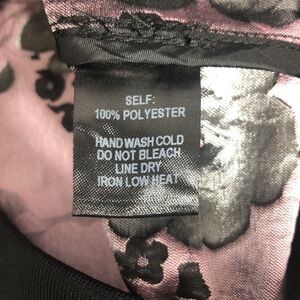 SELF:
100% POLYESTER
HAND WASH COLD
DO NOT BLEACH
LINE DRY
IRON LOW HEAT